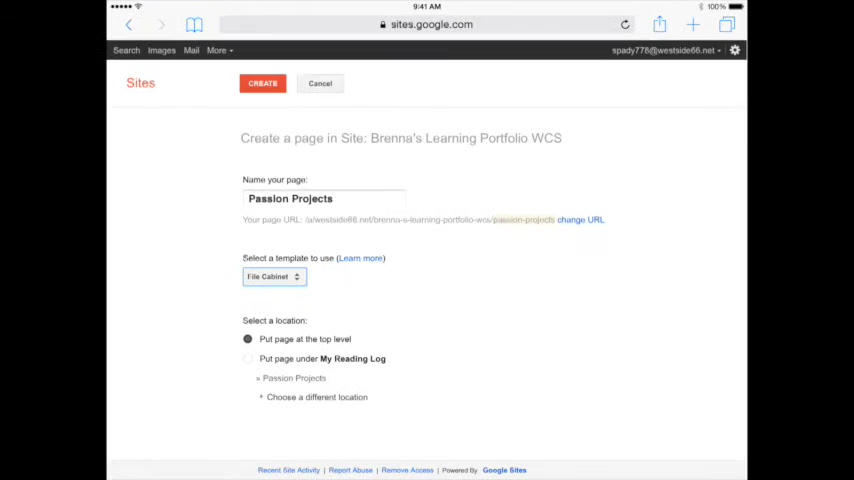 9:41 AM
100%
sites.google.com
Search Images Mail More
spady778@westside66.net
Sites
CREATE
Cancel
Create a page in Site: Brenna's Learning Portfolio WCS
Name your page:
Passion Projects
Your page URL: /a/westside66.net/brenna-s-learning-portfolio-wcs/passion-projects change URL
Select a template to use (Learn more)
File Cabinet
Select a location:
Put page at the top level
Put page under My Reading Log
» Passion Projects
Choose a different location
Recent Site Activity | Report Abuse | Remove Access | Powered By Google Sites